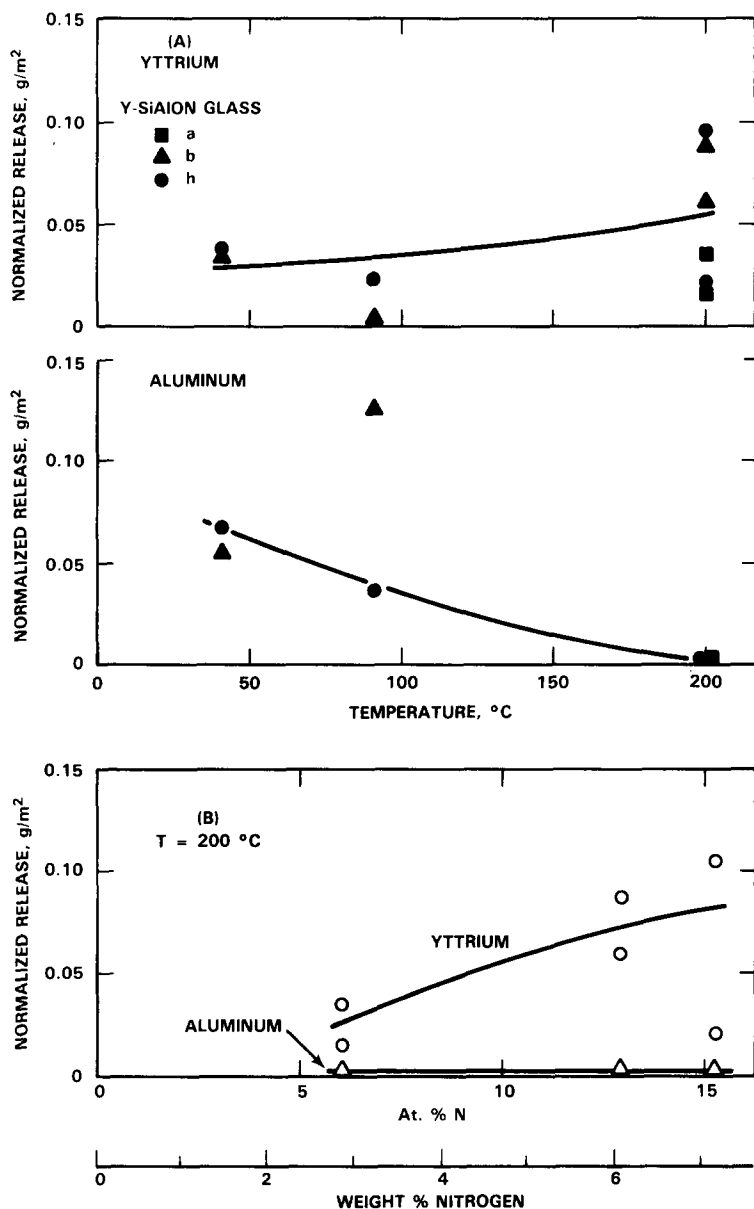 0.15
(A)
YTTRIUM
Y-SiAlON GLASS
a
b
h
0.10
0.05
0
NORMALIZED RELEASE, g/m²
0.15
ALUMINUM
0.10
0.05
0
NORMALIZED RELEASE, g/m²
0 50 100 150 200
TEMPERATURE, °C
0.15
(B)
T = 200 °C
0.10
YTTRIUM
0.05
ALUMINUM
0
NORMALIZED RELEASE, g/m²
0 5 10 15
At. % N
0 2 4 6
WEIGHT % NITROGEN